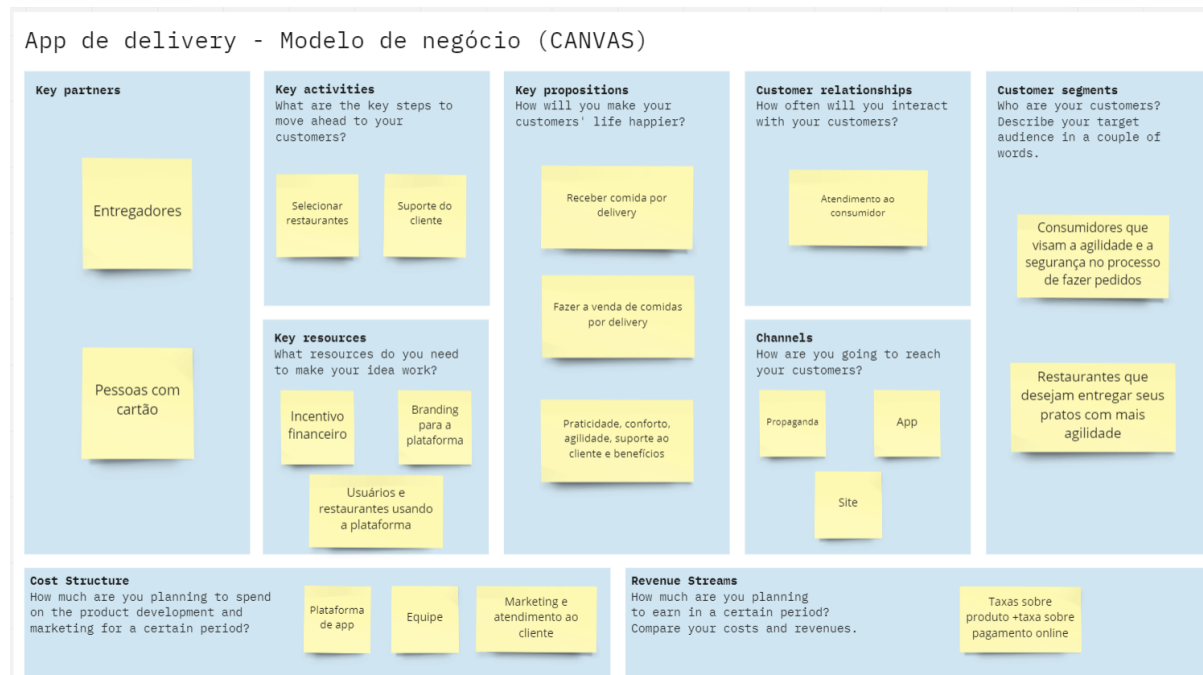 App de delivery - Modelo de negócio (CANVAS)
Key partners
Entregadores
Pessoas com
cartão
Key activities
What are the key steps to
move ahead to your
customers?
Selecionar
restaurantes
Suporte do
cliente
Key resources
What resources do you need
to make your idea work?
Incentivo
financeiro
Branding
para a
plataforma
Usuários e
restaurantes usando
a plataforma
Key propositions
How will you make your
customers' life happier?
Receber comida por
delivery
Fazer a venda de comidas
por delivery
Praticidade, conforto,
agilidade, suporte ao
cliente e benefícios
Customer relationships
How often will you interact
with your customers?
Atendimento ao
consumidor
Channels
How are you going to reach
your customers?
Propaganda
App
Site
Customer segments
Who are your customers?
Describe your target
audience in a couple of
words.
Consumidores que
visam a agilidade e a
segurança no processo
de fazer pedidos
Restaurantes que
desejam entregar seus
pratos com mais
agilidade
Cost Structure
How much are you planning to spend
on the product development and
marketing for a certain period?
Plataforma
de app
Equipe
Marketing e
atendimento ao
cliente
Revenue Streams
How much are you planning
to earn in a certain period?
Compare your costs and revenues.
Taxas sobre
produto +taxa sobre
pagamento online